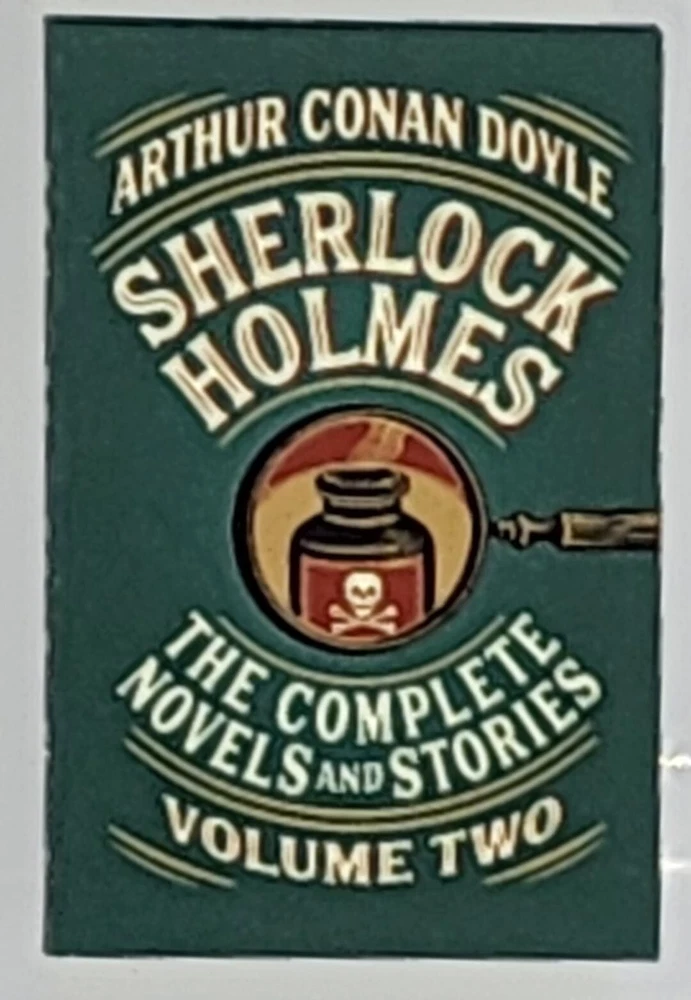 ARTHUR CONAN DOYLE
SHERLOCK
HOLMES
THE COMPLETE
NOVELS AND STORIES
VOLUME TWO